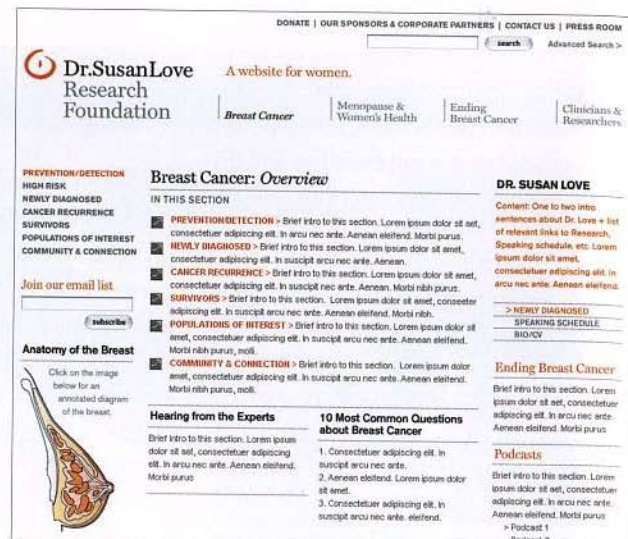 DONATE | OUR SPONSORS & CORPORATE PARTNERS | CONTACT US | PRESS ROOM
search
Advanced Search >
Dr.SusanLove
Research
Foundation
A website for women.
Breast Cancer
Menopause &
Women's Health
Ending
Breast Cancer
Clinicians &
Researchers
PREVENTION/DETECTION
HIGH RISK
NEWLY DIAGNOSED
CANCER RECURRENCE
SURVIVORS
POPULATIONS OF INTEREST
COMMUNITY & CONNECTION
Join our email list
subscribe
Anatomy of the Breast
Click on the image
below for an
annotated diagram
of the breast.
Breast Cancer: Overview
IN THIS SECTION
PREVENTION/DETECTION > Brief intro to this section. Lorem ipsum dolor sit aet,
consectetuer adipiscing elit. In arcu nec ante. Aenean. Morbi purus.
NEWLY DIAGNOSED > Brief intro to this section. Lorem ipsum dolor sit amet,
consectetuer adipiscing elit. In suscipit arcu nec ante. Aenean.
CANCER RECURRENCE > Brief intro to this section. Lorem ipsum dolor sit amet,
consectetuer adipiscing elit. In suscipit arcu nec ante. Aenean. Morbi nibh purus.
SURVIVORS > Brief intro to this section. Lorem ipsum dolor sit amet, conseeter
adipiscing elit. In suscipit arcu nec ante. Aenean eleifend. Morbi nibh.
POPULATIONS OF INTEREST > Brief intro to this section. Lorem ipsum dolor sit
amet, consectetuer adipiscing elit. In suscipit arcu nec ante. Aenean eleifend.
Morbi nibh purus, molli.
COMMUNITY & CONNECTION > Brief intro to this section. Lorem ipsum dolor
amet, consectetuer adipiscing elit. In suscipit arcu nec ante. Aenean eleifend.
Morbi nibh purus, moll.
Hearing from the Experts
Brief intro to this section. Lorem ipsum
dolor sit aet, consectetuer adipiscing
elit. In arcu nec ante. Aenean eleifend.
Morbi purus
10 Most Common Questions
about Breast Cancer
1. Consectetuer adipiscing elit. In
suscipit arcu nec ante.
2. Aenean eleifend. Lorem ipsum dolor
sit amet.
3. Consectetuer adipiscing elit. In
suscipit arcu nec ante. eleifend.
DR. SUSAN LOVE
Content: One to two intro
sentences about Dr. Love + list
of relevant links to Research,
Speaking schedule, etc. Lorem
ipsum dolor sit amet,
consectetuer adipiscing elit. In
arcu nec ante. Aenean eleifend.
> NEWLY DIAGNOSED
SPEAKING SCHEDULE
BIO/CV
Ending Breast Cancer
Brief intro to this section. Lorem
ipsum dolor sit aet, consectetuer
adipiscing elit. In arcu nec ante.
Aenean eleifend. Morbi purus
Podcasts
Brief intro to this section. Lorem
ipsum dolor sit aet, consectetuer
adipiscing elit. In arcu nec ante.
Aenean eleifend. Morbi purus
> Podcast 1